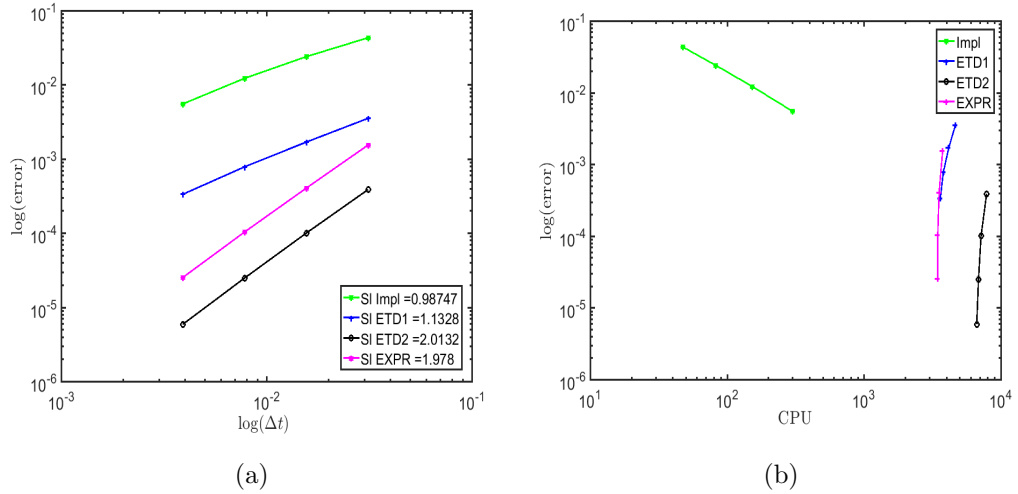 10^-1
10^-2
10^-3
10^-4
10^-5
10^-6
log(error)
10^-3
10^-2
10^-1
log(Δt)
SI Impl =0.98747
SI ETD1 =1.1328
SI ETD2 =2.0132
SI EXPR =1.978
(a)
10^-1
10^-2
10^-3
10^-4
10^-5
10^-6
log(error)
10^1
10^2
10^3
10^4
CPU
Impl
ETD1
ETD2
EXPR
(b)